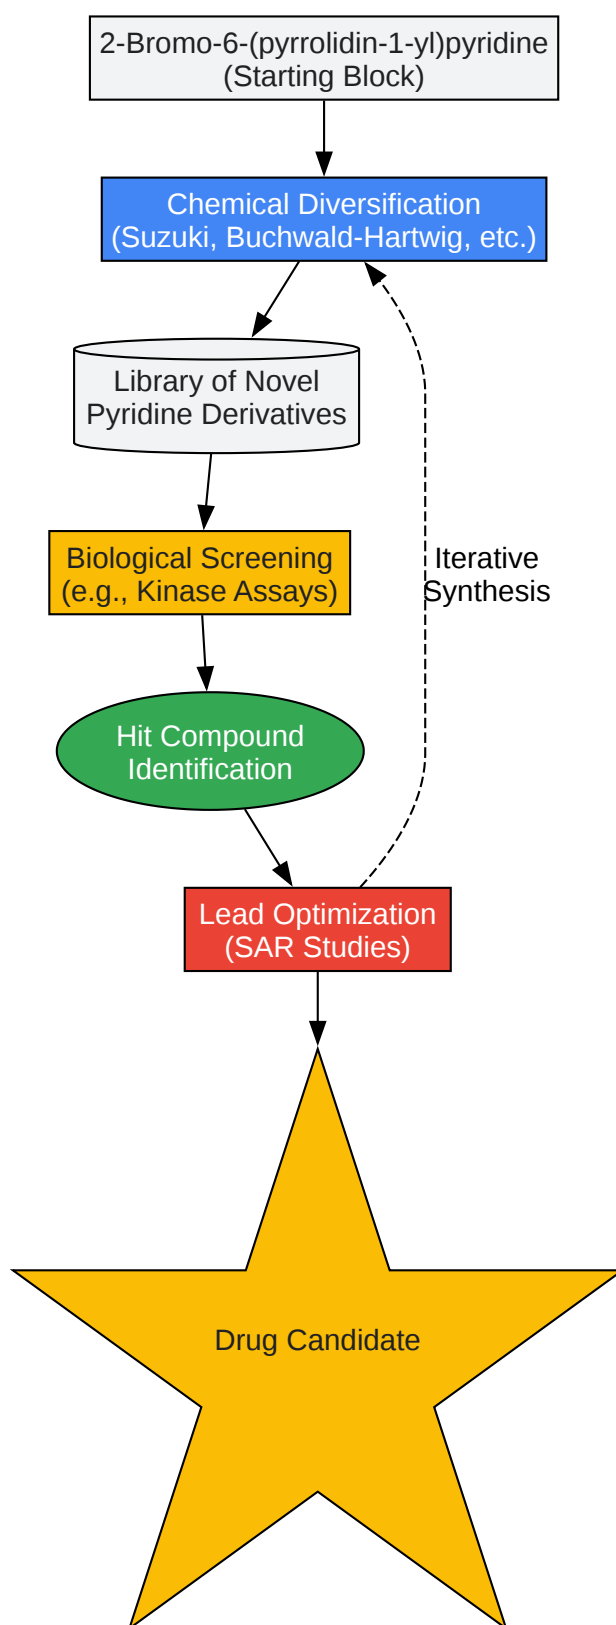 2-Bromo-6-(pyrrolidin-1-yl)pyridine
(Starting Block)
Chemical Diversification
(Suzuki, Buchwald-Hartwig, etc.)
Library of Novel
Pyridine Derivatives
Biological Screening
(e.g., Kinase Assays)
Iterative
Synthesis
Hit Compound
Identification
Lead Optimization
(SAR Studies)
Drug Candidate